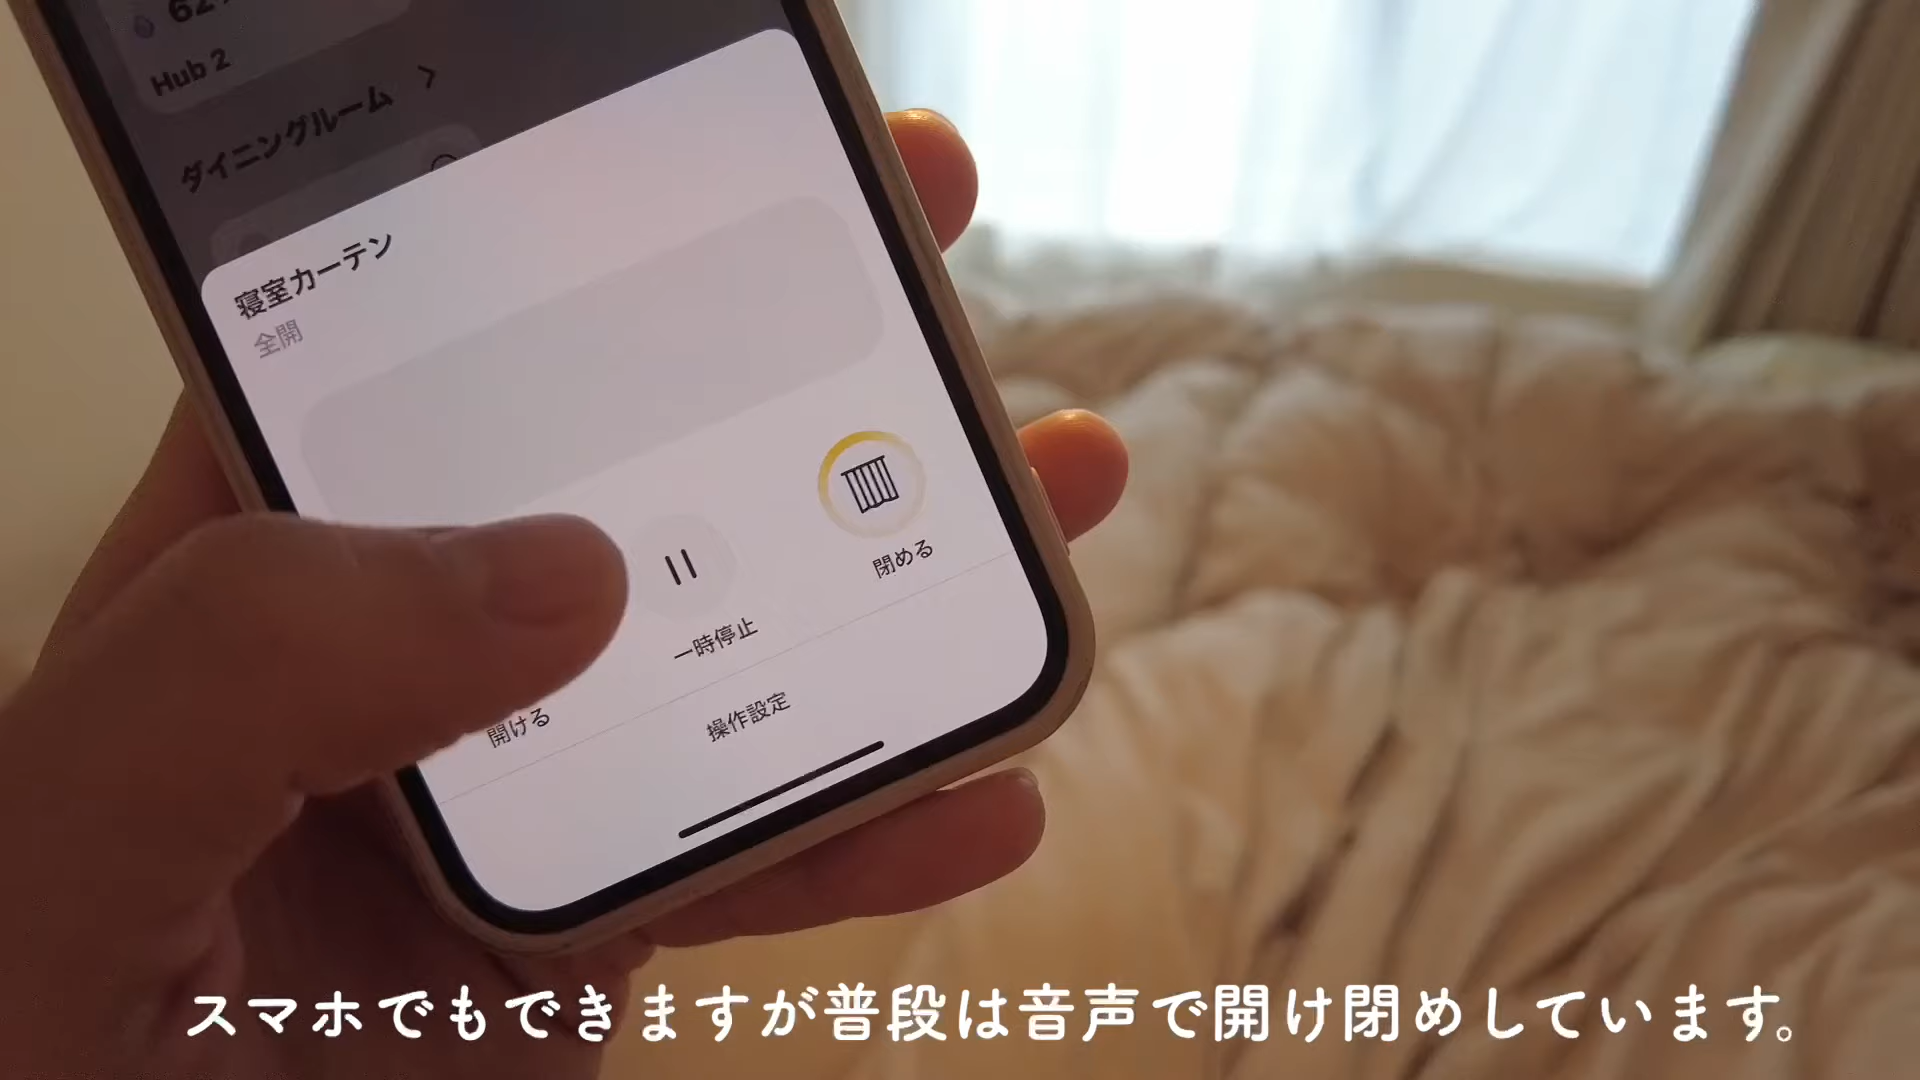 Hub 2
ダイニングルーム
寝室カーテン
全開
閉める
一時停止
開ける
操作設定
スマホでもできますが普段は音声で開け閉めしています。